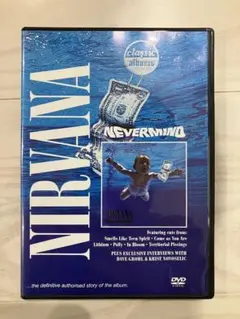 classic
albums
NIRVANA
NEVERMIND
Featuring cuts from:
Smells Like Teen Spirit · Come as You Are
Lithium · Polly · In Bloom · Territorial Pissings
PLUS EXCLUSIVE INTERVIEWS WITH
DAVE GROHL & KRIST NOVOSELIC
...the definitive authorised story of the album.
DVD
VIDEO